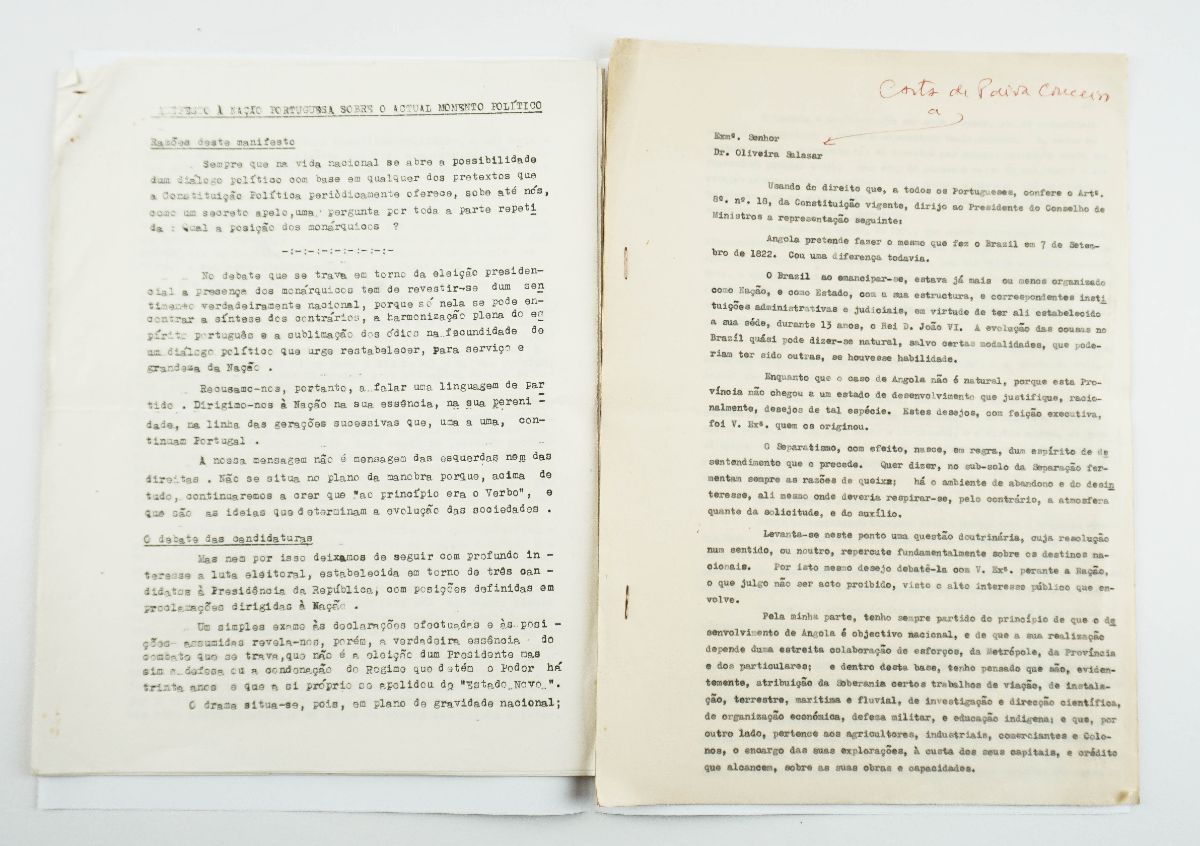 IFESTO À NAÇÃO PORTUGUESA SOBRE O ACTUAL MOMENTO POLÍTICO
Razões deste manifesto
Sempre que na vida nacional se abre a possibilidade
dum diálogo político com base em qualquer dos pretextos que
a Constituição Política periòdicamente oferece, sobe até nós,
como um secreto apelo, uma pergunta por toda a parte repeti
da : Qual a posição dos monárquicos ?
-:-:-:-:-:-:-:-
No debate que se trava em torno da eleição presiden-
cial a presença dos monárquicos tem de revestir-se dum sen
timento verdadeiramente nacional, porque só nela se pode en-
contrar a síntese dos contrários, a harmonização plena do es
pírito português e a sublimação dos ódios na fecundidade de
um diálogo político que urge restabelecer, para serviço e
grandeza da Nação .
Recusamo-nos, portanto, a falar uma linguagem de par
tido . Dirigimo-nos à Nação na sua essência, na sua pereni -
dade, na linha das gerações sucessivas que, uma a uma, con-
tinuam Portugal .
A nossa mensagem não é mensagem das esquerdas nem das
direitas . Não se situa no plano da manobra porque, acima de
tudo, continuaremos a crer que "ao princípio era o Verbo", e
que são as ideias que determinam a evolução das sociedades .
O debate das candidaturas
Mas nem por isso deixamos de seguir com profundo in -
teresse a luta eleitoral, estabelecida em torno de três can -
didatos à Presidência da República, com posições definidas em
proclamações dirigidas à Nação .
Um simples exame às declarações efectuadas e às posi -
ções assumidas revela-nos, porém, a verdadeira essência do
combate que se trava, que não é a eleição dum Presidente mas
sim a defesa ou a condenação do Regime que detém o Poder há
trinta anos e que a si próprio se apelidou de "Estado Novo".
O drama situa-se, pois, em plano de gravidade nacional;
Carta de Paiva Couceiro
a
Exmº. Senhor
Dr. Oliveira Salazar
Usando do direito que, a todos os Portugueses, confere o Artº.
8º. nº. 18, da Constituição vigente, dirijo ao Presidente do Conselho de
Ministros a representação seguinte:
Angola pretende fazer o mesmo que fez o Brazil em 7 de Setem-
bro de 1822. Cou uma diferença todavia.
O Brazil ao emancipar-se, estava já mais ou menos organizado
como Nação, e como Estado, com a sua estructura, e correspondentes insti
tuições administrativas e judiciais, em virtude de ter ali estabelecido
a sua séde, durante 13 anos, o Rei D. João VI. A evolução das cousas no
Brazil quási pode dizer-se natural, salvo certas modalidades, que pode-
riam ter sido outras, se houvesse habilidade.
Enquanto que o caso de Angola não é natural, porque esta Pro-
víncia não chegou a um estado de desenvolvimento que justifique, racio-
nalmente, desejos de tal espécie. Estes desejos, com feição executiva,
foi V. Exª. quem os originou.
O Separatismo, com efeito, nasce, em regra, dum espírito de de
sentendimento que o precede. Quer dizer, no sub-solo da Separação fer-
mentam sempre as razões de queixa; há o ambiente de abandono e do desin
teresse, ali mesmo onde deveria respirar-se, pelo contrário, a atmosfera
quante da solicitude, e do auxílio.
Levanta-se neste ponto uma questão doutrinária, cuja resolução
num sentido, ou noutro, repercute fundamentalmente sobre os destinos na-
cionais. Por isto mesmo desejo debatê-la com V. Exª. perante a Nação,
o que julgo não ser acto proibido, visto o alto interesse público que en-
volve.
Pela minha parte, tenho sempre partido do princípio de que o de
senvolvimento de Angola é objectivo nacional, e de que a sua realização
depende duma estreita colaboração de esforços, da Metrópole, da Província
e dos particulares; e dentro desta base, tenho pensado que são, eviden-
temente, atribuição da Soberania certos trabalhos de viação, de instala-
ção, terrestre, maritima e fluvial, de investigação e direcção científica,
de organização económica, defesa militar, e educação indigena; e que, por
outro lado, pertence aos agricultores, industriais, comerciantes e Colo-
nos, o encargo das suas explorações, à custa dos seus capitais, e crédito
que alcancem, sobre as suas obras e capacidades.